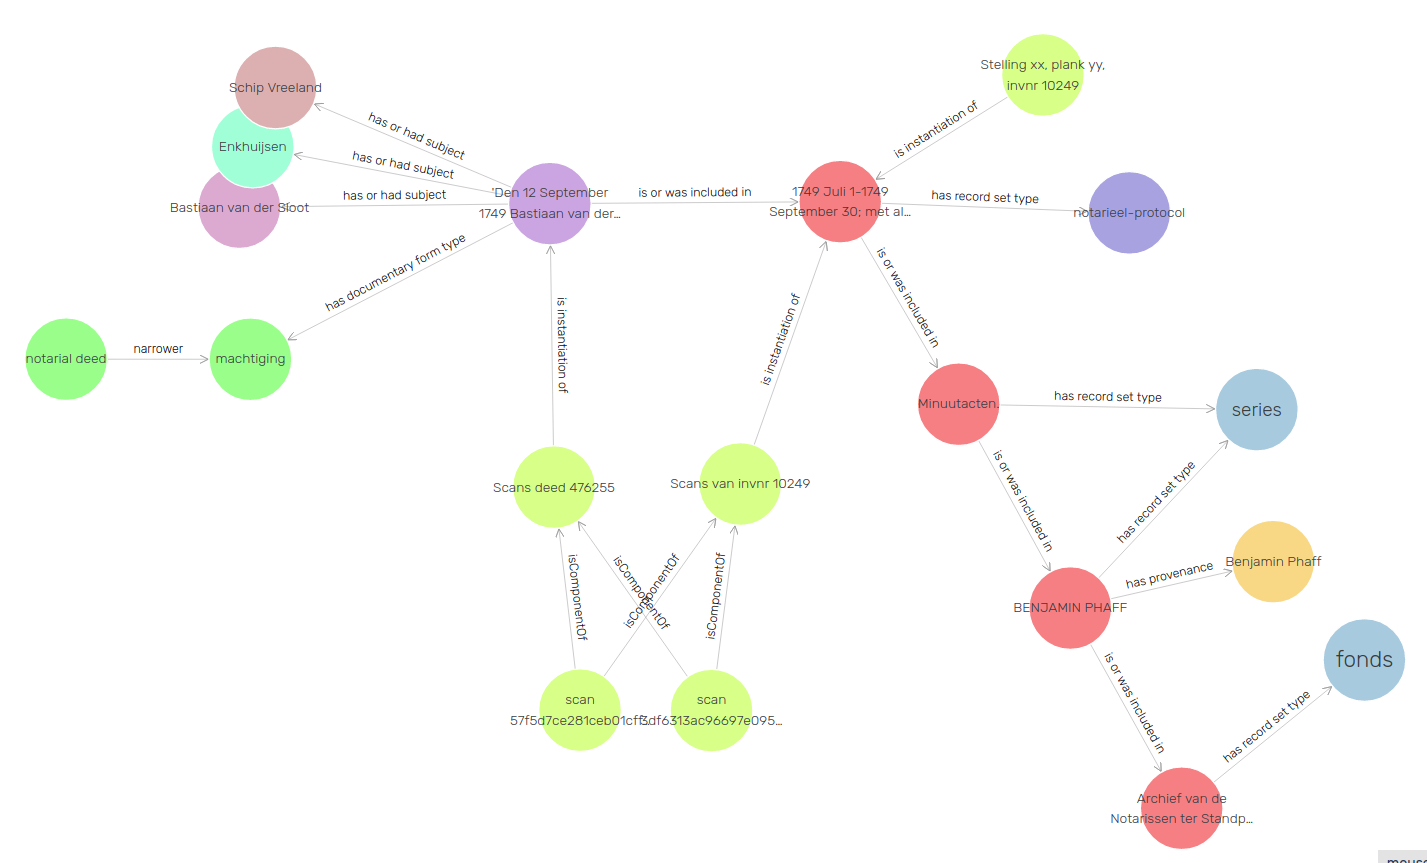 Stelling xx, plank yy,
invnr 10249
Schip Vreeland
is instantiation of
has or had subject
Enkhuijsen
has or had subject
has or had subject
Bastiaan van der Sloot
'Den 12 September
1749 Bastiaan van der...
is or was included in
1749 Juli 1-1749
September 30; met al...
has record set type
notarieel-protocol
has documentary form type
is or was included in
is instantiation of
is instantiation of
notarial deed
narrower
machtiging
Minuutacten.
has record set type
series
is or was included in
has record set type
Scans deed 476255
Scans van invnr 10249
isComponentOf
isComponentOf
isComponentOf
isComponentOf
has provenance
Benjamin Phaff
BENJAMIN PHAFF
is or was included in
fonds
has record set type
scan
57f5d7ce281ceb01cff...
scan
3df6313ac96697e095...
Archief van de
Notarissen ter Standp...